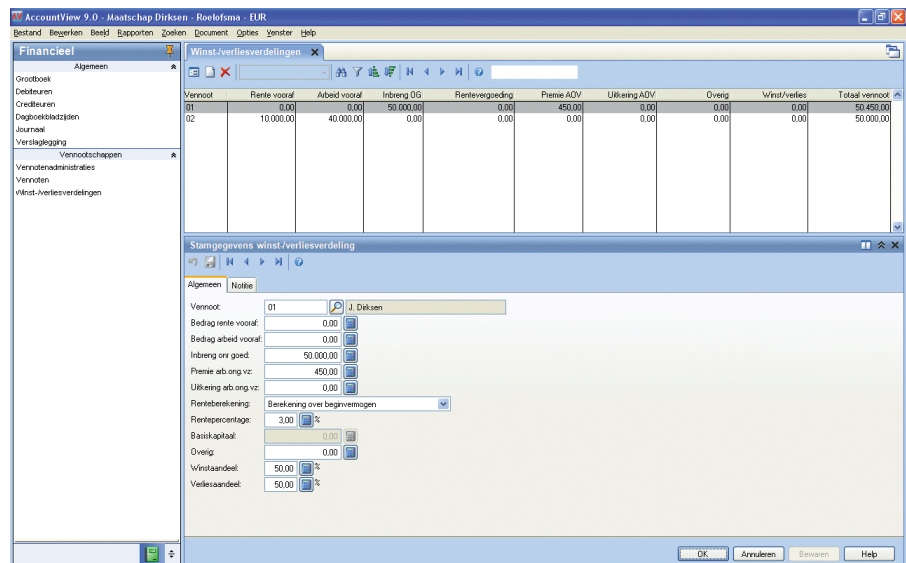 AccountView 9.0 - Maatschap Dirksen - Roelofsma - EUR
Bestand Bewerken Beeld Rapporten Zoeken Document Opties Venster Help
Financieel
Algemeen
Grootboek
Debiteuren
Crediteuren
Dagboekbladzijden
Journaal
Verslaglegging
Vennootschappen
Vennotenadministraties
Vennoten
Winst-/verliesverdelingen
Winst-/verliesverdelingen
Vennoot Rente vooraf Arbeid vooraf Inbreng OG Rentevergoeding Premie AOV Uitkering AOV Overig Winst/verlies Totaal vennoot
01 0,00 0,00 50.000,00 0,00 450,00 0,00 0,00 0,00 50.450,00
02 10.000,00 40.000,00 0,00 0,00 0,00 0,00 0,00 0,00 50.000,00
Stamgegevens winst-/verliesverdeling
Algemeen Notitie
Vennoot: 01 J. Dirksen
Bedrag rente vooraf: 0,00
Bedrag arbeid vooraf: 0,00
Inbreng onr goed: 50.000,00
Premie arb.ong.vz: 450,00
Uitkering arb.ong.vz: 0,00
Renteberekening: Berekening over beginvermogen
Rentepercentage: 3,00 %
Basiskapitaal: 0,00
Overig: 0,00
Winstaandeel: 50,00 %
Verliesaandeel: 50,00 %
OK Annuleren Bewaren Help